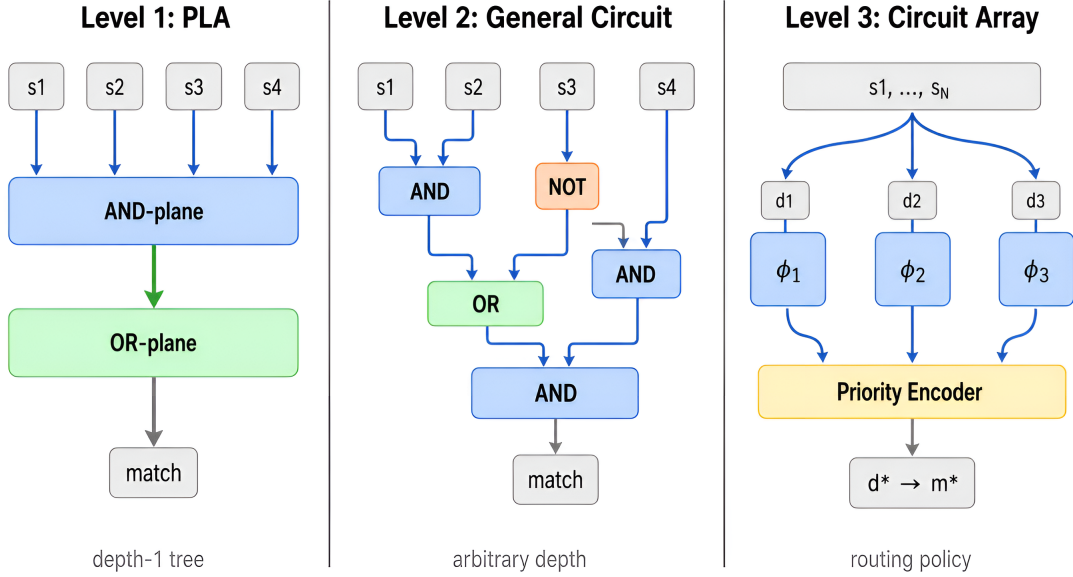 Level 1: PLA
s1 s2 s3 s4
AND-plane
OR-plane
match
depth-1 tree
Level 2: General Circuit
s1 s2 s3 s4
AND NOT
AND
OR
AND
match
arbitrary depth
Level 3: Circuit Array
s1, ..., sN
d1 d2 d3
ϕ1 ϕ2 ϕ3
Priority Encoder
d* → m*
routing policy